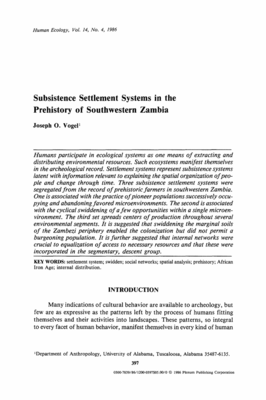 Human Ecology, Vol. 14, No. 4, 1986
Subsistence Settlement Systems in the
Prehistory of Southwestern Zambia
Joseph O. Vogel¹
Humans participate in ecological systems as one means of extracting and
distributing environmental resources. Such ecosystems manifest themselves
in the archeological record. Settlement systems represent subsistence systems
latent with information relevant to explaining the spatial organization of peo-
ple and change through time. Three subsistence settlement systems were
segregated from the record of prehistoric farmers in southwestern Zambia.
One is associated with the practice of pioneer populations successively occu-
pying and abandoning favored microenvironments. The second is associated
with the cyclical swiddening of a few opportunities within a single microen-
vironment. The third set spreads centers of production throughout several
environmental segments. It is suggested that swiddening the marginal soils
of the Zambezi periphery enabled the colonization but did not permit a
burgeoning population. It is further suggested that internal networks were
crucial to equalization of access to necessary resources and that these were
incorporated in the segmentary, descent group.
KEY WORDS: settlement system; swidden; social networks; spatial analysis; prehistory; African
Iron Age; internal distribution.
INTRODUCTION
Many indications of cultural behavior are available to archeology, but
few are as expressive as the patterns left by the process of humans fitting
themselves and their activities into landscapes. These patterns, so integral
to every facet of human behavior, manifest themselves in every kind of human
¹Department of Anthropology, University of Alabama, Tuscaloosa, Alabama 35487-6135.
397